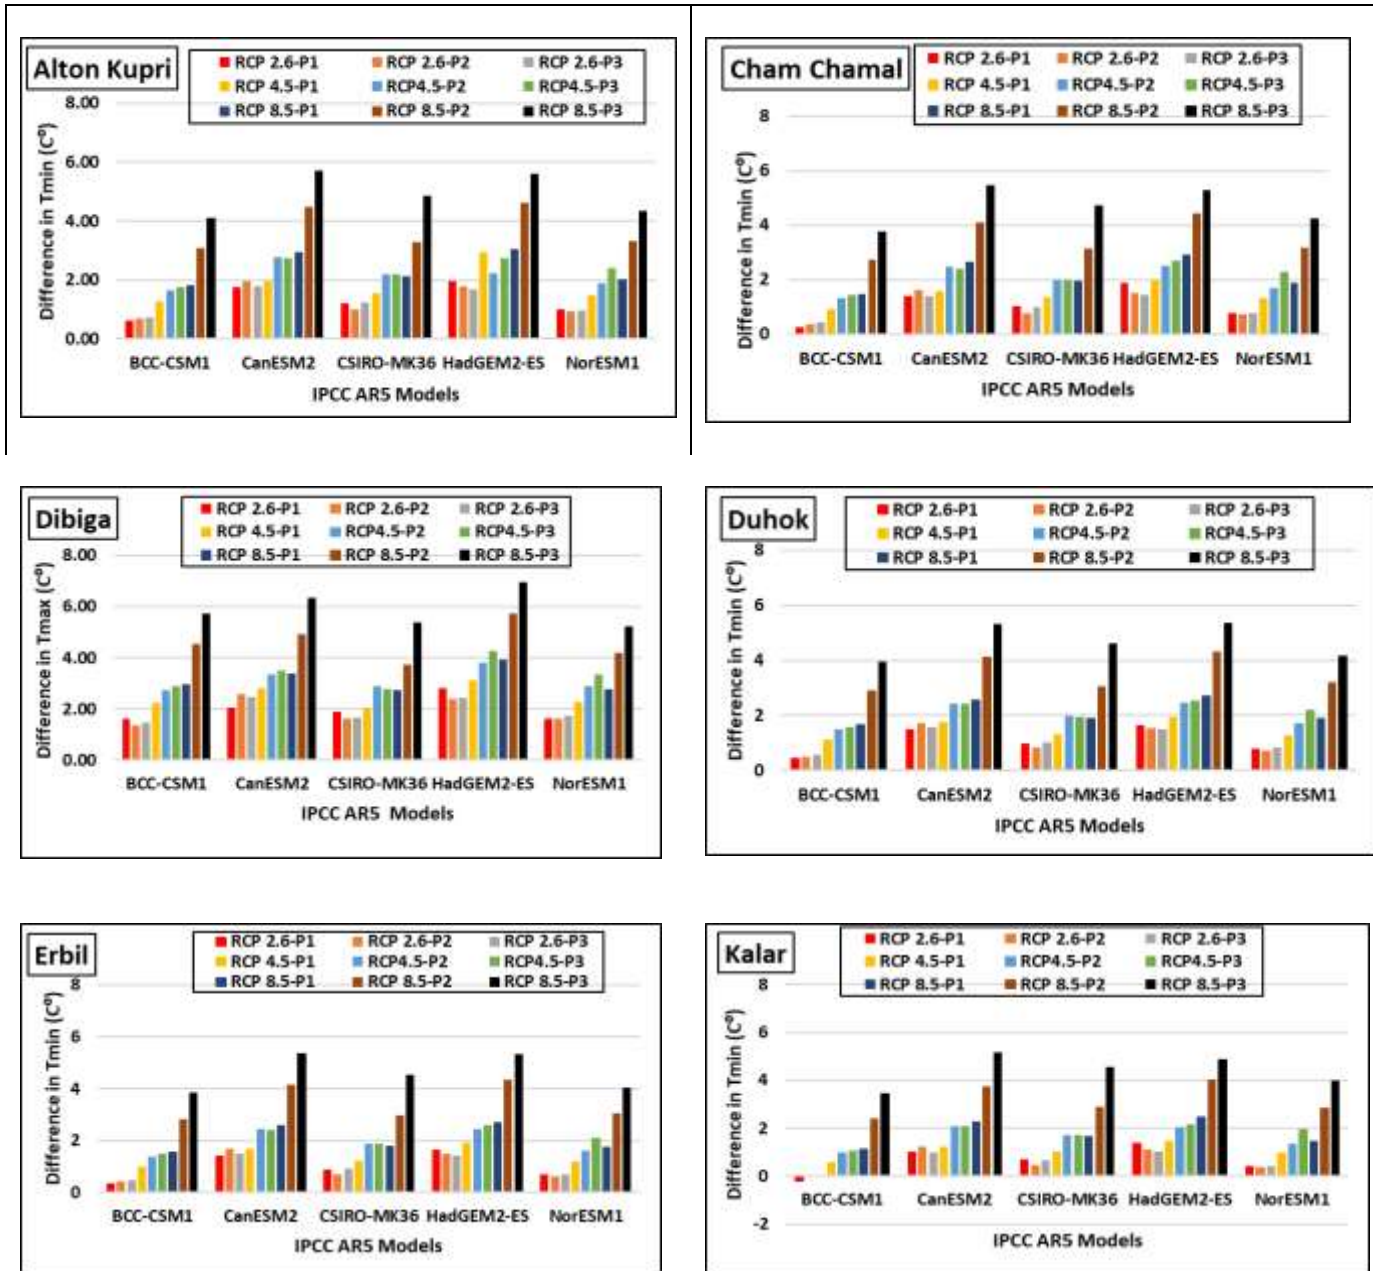 Alton Kupri
RCP 2.6-P1 RCP 2.6-P2 RCP 2.6-P3
RCP 4.5-P1 RCP4.5-P2 RCP4.5-P3
RCP 8.5-P1 RCP 8.5-P2 RCP 8.5-P3
Difference in Tmin (C⁰)
8.00
6.00
4.00
2.00
0.00
BCC-CSM1 CanESM2 CSIRO-MK36 HadGEM2-ES NorESM1
IPCC AR5 Models
Cham Chamal
RCP 2.6-P1 RCP 2.6-P2 RCP 2.6-P3
RCP 4.5-P1 RCP4.5-P2 RCP4.5-P3
RCP 8.5-P1 RCP 8.5-P2 RCP 8.5-P3
Difference in Tmin (C⁰)
8
6
4
2
0
BCC-CSM1 CanESM2 CSIRO-MK36 HadGEM2-ES NorESM1
IPCC AR5 Models
Dibiga
RCP 2.6-P1 RCP 2.6-P2 RCP 2.6-P3
RCP 4.5-P1 RCP4.5-P2 RCP4.5-P3
RCP 8.5-P1 RCP 8.5-P2 RCP 8.5-P3
Difference in Tmax (C⁰)
8.00
6.00
4.00
2.00
0.00
BCC-CSM1 CanESM2 CSIRO-MK36 HadGEM2-ES NorESM1
IPCC AR5 Models
Duhok
RCP 2.6-P1 RCP 2.6-P2 RCP 2.6-P3
RCP 4.5-P1 RCP4.5-P2 RCP4.5-P3
RCP 8.5-P1 RCP 8.5-P2 RCP 8.5-P3
Difference in Tmin (C⁰)
8
6
4
2
0
BCC-CSM1 CanESM2 CSIRO-MK36 HadGEM2-ES NorESM1
IPCC AR5 Models
Erbil
RCP 2.6-P1 RCP 2.6-P2 RCP 2.6-P3
RCP 4.5-P1 RCP4.5-P2 RCP4.5-P3
RCP 8.5-P1 RCP 8.5-P2 RCP 8.5-P3
Difference in Tmin (C⁰)
8
6
4
2
0
BCC-CSM1 CanESM2 CSIRO-MK36 HadGEM2-ES NorESM1
IPCC AR5 Models
Kalar
RCP 2.6-P1 RCP 2.6-P2 RCP 2.6-P3
RCP 4.5-P1 RCP4.5-P2 RCP4.5-P3
RCP 8.5-P1 RCP 8.5-P2 RCP 8.5-P3
Difference in Tmin (C⁰)
8
6
4
2
0
-2
BCC-CSM1 CanESM2 CSIRO-MK36 HadGEM2-ES NorESM1
IPCC AR5 Models